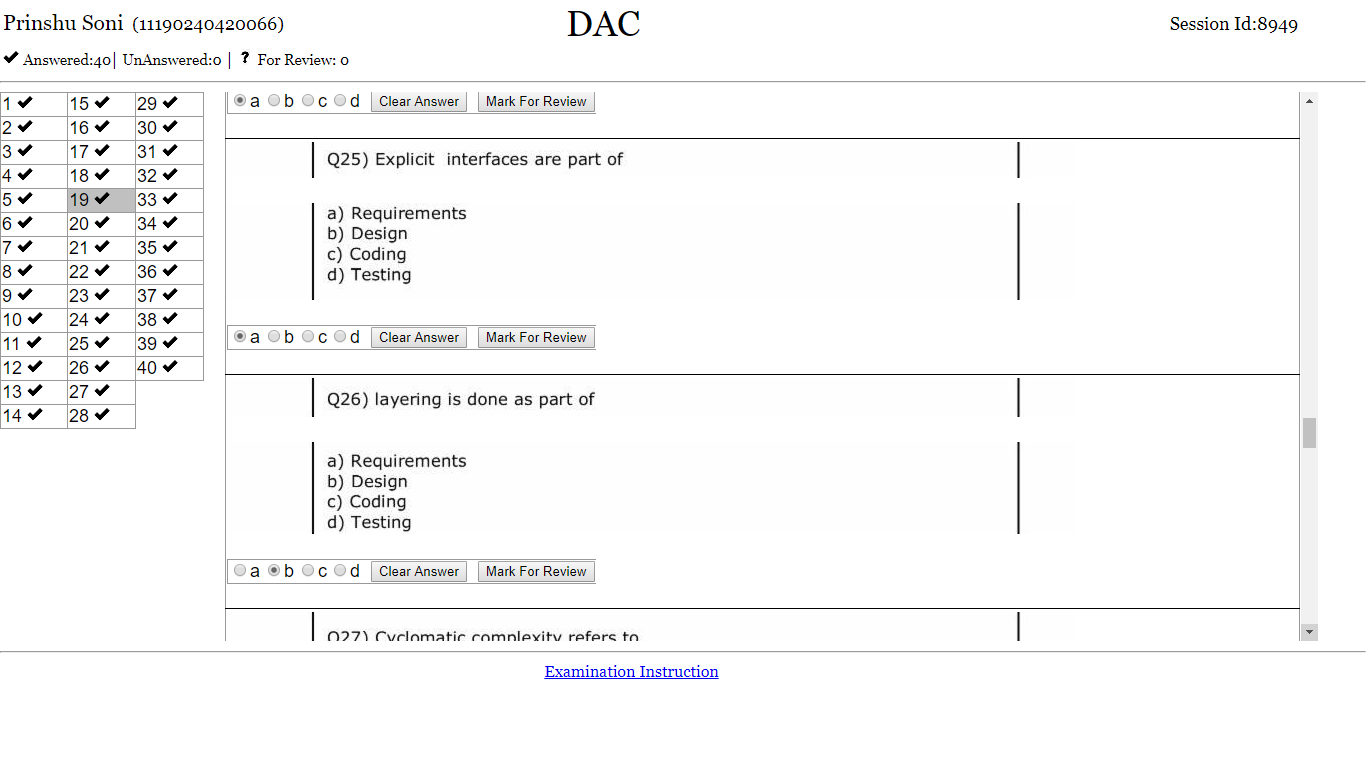 Prinshu Soni (11190240420066)
DAC
Session Id:8949
Answered:40| UnAnswered:0 | ? For Review: 0
1 15 29
2 16 30
3 17 31
4 18 32
5 19 33
6 20 34
7 21 35
8 22 36
9 23 37
10 24 38
11 25 39
12 26 40
13 27
14 28
a b c d Clear Answer Mark For Review
Q25) Explicit interfaces are part of
a) Requirements
b) Design
c) Coding
d) Testing
a b c d Clear Answer Mark For Review
Q26) layering is done as part of
a) Requirements
b) Design
c) Coding
d) Testing
a b c d Clear Answer Mark For Review
Q27) Cyclomatic complexity refers to
Examination Instruction